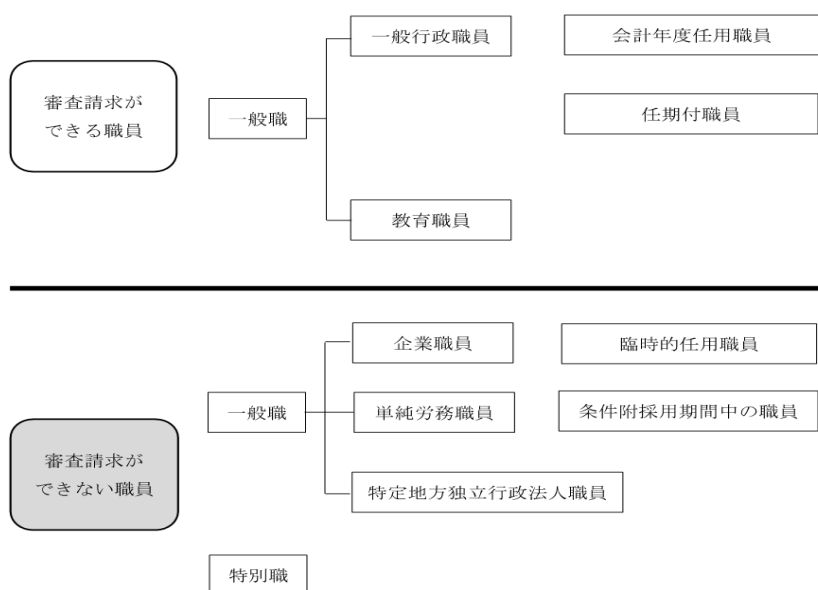 一般行政職員
会計年度任用職員
審査請求が
できる職員
一般職
任期付職員
教育職員
企業職員
臨時的任用職員
一般職
単純労務職員
条件附採用期間中の職員
審査請求が
できない職員
特定地方独立行政法人職員
特別職